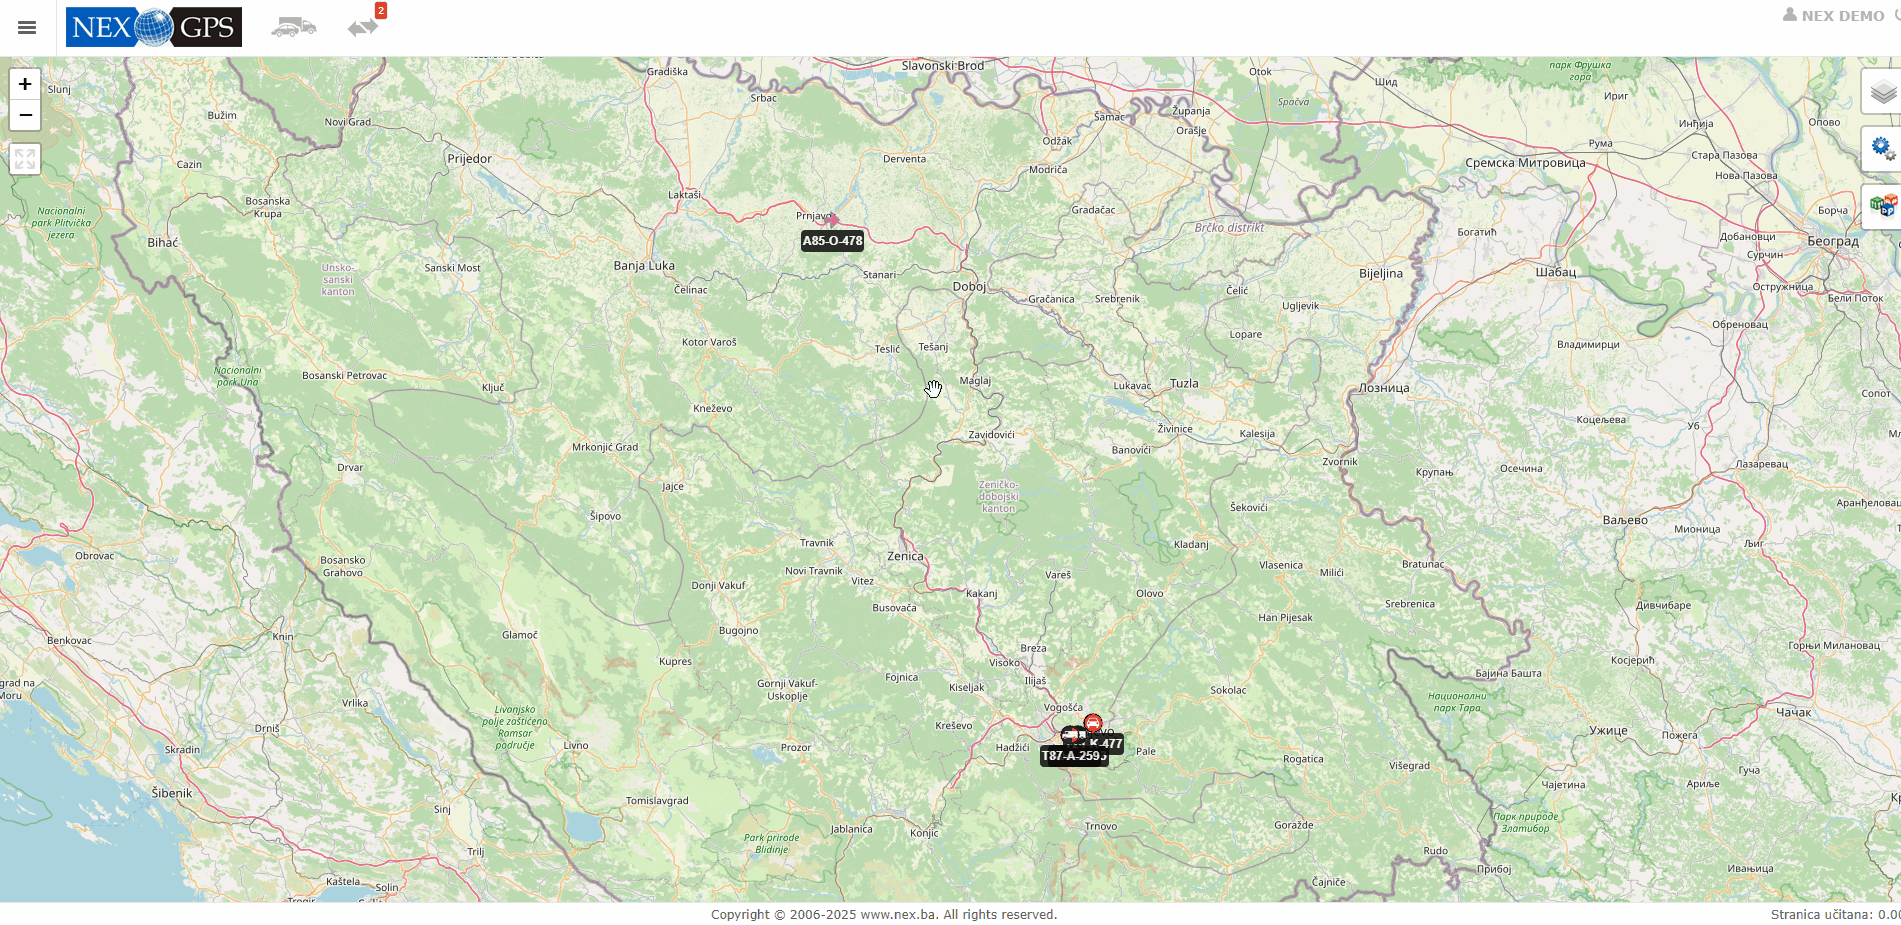 NEX GPS
2
NEX DEMO
+
−
Slunj
Gradiška
Slavonski Brod
Otok
Шид
парк Фрушка
гора
Ириг
Bužim
Novi Grad
Srbac
Šamac
Županja
Orašje
Spačva
Инђија
Опово
Cazin
Prijedor
Derventa
Odžak
Modriča
Рума
Сремска Митровица
Стара Пазова
Нова Пазова
Nacionalni
park Plitvička
jezera
Bosanska
Krupa
Laktaši
Prnjavo
A85-O-478
Gradačac
Brčko distrikt
Богатић
Борча
Добановци
Београд
Сурчин
Bihać
Unsko-
sanski
kanton
Sanski Most
Banja Luka
Čelinac
Stanari
Doboj
Gračanica
Srebrenik
Čelić
Ugljevik
Bijeljina
Шабац
Остружница
Бели Поток
Обреновац
Kotor Varoš
Teslić
Tešanj
Lopare
Владимирци
Nacionalni
park Una
Bosanski Petrovac
Ključ
Maglaj
Lukavac
Tuzla
Лозница
Сопот
Kneževo
Коцељева
Уб
Mrkonjić Grad
Zavidovići
Banovići
Živinice
Kalesija
Zvornik
Крупањ
Осечина
Лазаревац
Drvar
Jajce
Zeničko-
dobojski
kanton
Šipovo
Šekovići
Ваљево
Мионица
Аранђеловац
Obrovac
Bosansko
Grahovo
Travnik
Zenica
Kladanj
Љиг
Novi Travnik
Vitez
Vareš
Vlasenica
Milići
Bratunac
Donji Vakuf
Busovača
Kakanj
Olovo
Srebrenica
Дивчибаре
Benkovac
Knin
Glamoč
Bugojno
Han Pijesak
Горњи Милановац
Kupres
Breza
Visoko
Косјерић
Бајина Башта
grad na
Moru
Vrlika
Gornji Vakuf-
Uskoplje
Fojnica
Kiseljak
Ilijaš
Sokolac
Национални
парк Тара
Чачак
Drniš
Livanjsko
polje zaštićeno
Ramsar
područje
Livno
Prozor
Kreševo
Vogošća
Hadžići
K-477
T87-A-259
Pale
Rogatica
Višegrad
Ужице
Пожега
Гуча
Skradin
Šibenik
Sinj
Tomislavgrad
Чајетина
Ариље
Парк природе
Златибор
Park prirode
Blidinje
Jablanica
Konjic
Trnovo
Goražde
Trilj
Rudo
Прибој
Ивањица
Kaštela
Solin
Čajniče
Copyright © 2006-2025 www.nex.ba. All rights reserved.
Stranica učitana: 0.0